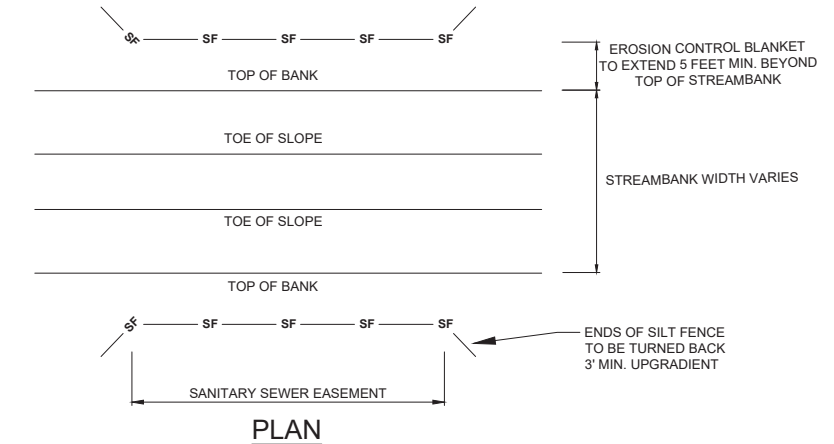 SF SF SF SF SF
EROSION CONTROL BLANKET
TO EXTEND 5 FEET MIN. BEYOND
TOP OF STREAMBANK
TOP OF BANK
TOE OF SLOPE
STREAMBANK WIDTH VARIES
TOE OF SLOPE
TOP OF BANK
SF SF SF SF SF
ENDS OF SILT FENCE
TO BE TURNED BACK
3' MIN. UPGRADIENT
SANITARY SEWER EASEMENT
PLAN